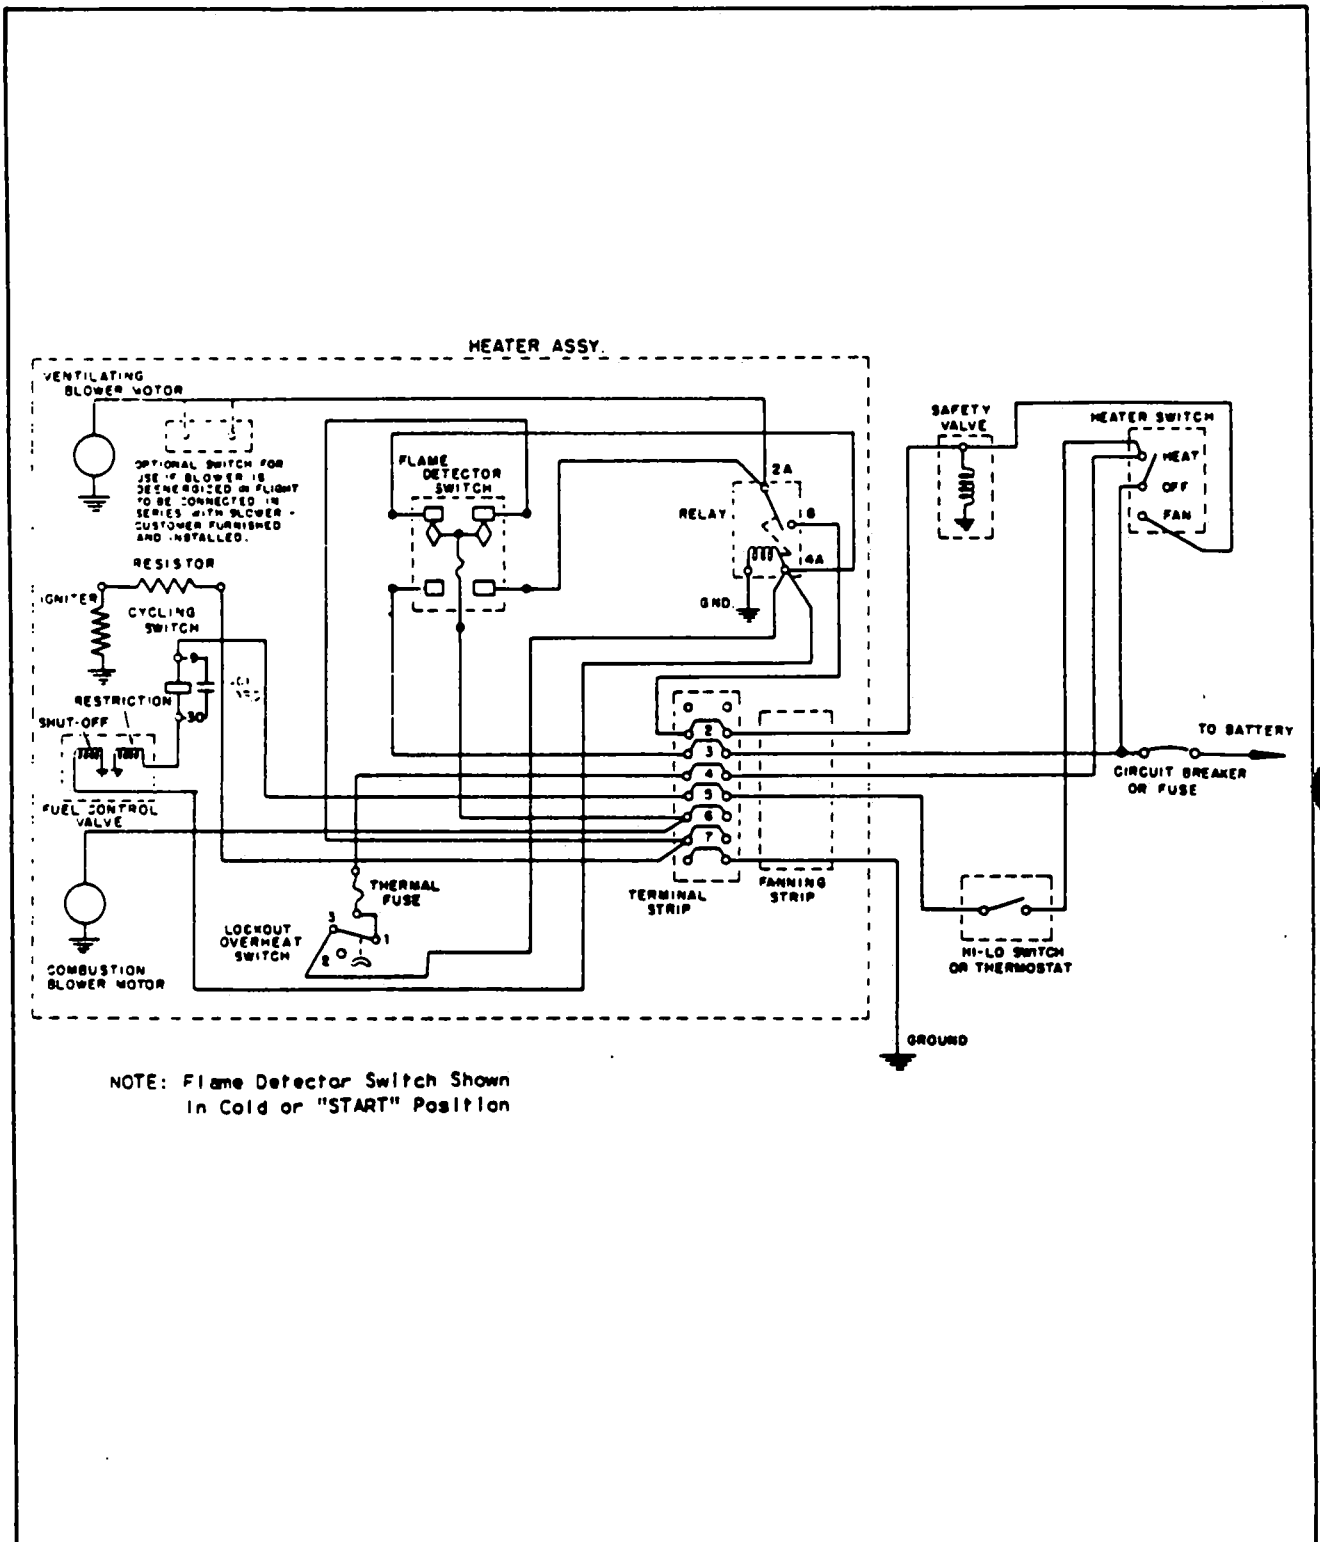 HEATER ASSY.
VENTILATING
BLOWER MOTOR
OPTIONAL SWITCH FOR
USE IF BLOWER IS
DEENERGIZED IN FLIGHT
TO BE CONNECTED IN
SERIES WITH BLOWER -
CUSTOMER FURNISHED
AND INSTALLED.
FLAME
DETECTOR
SWITCH
2A
RELAY
6
4A
GND.
SAFETY
VALVE
HEATER SWITCH
HEAT
OFF
FAN
RESISTOR
IGNITER
CYCLING
SWITCH
9
30
RESTRICTION
SHUT-OFF
FUEL CONTROL
VALVE
2
3
4
5
6
7
TO BATTERY
CIRCUIT BREAKER
OR FUSE
TERMINAL
STRIP
FANNING
STRIP
THERMAL
FUSE
LOCKOUT
OVERHEAT
SWITCH
3
1
2
HI-LO SWITCH
OR THERMOSTAT
COMBUSTION
BLOWER MOTOR
GROUND
NOTE: Flame Detector Switch Shown
In Cold or "START" Position